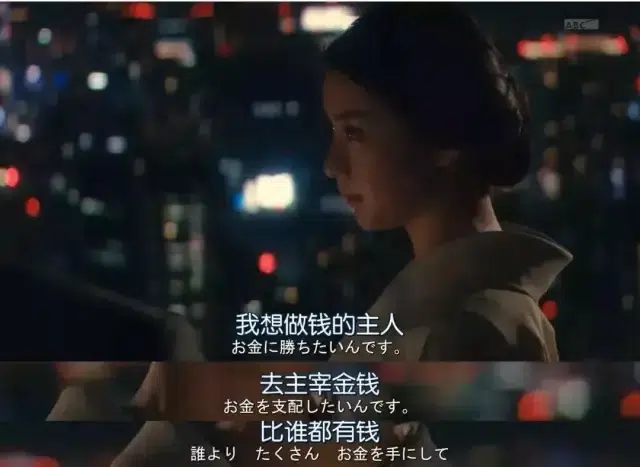 ABC
我想做钱的主人
お金に勝ちたいんです。
去主宰金钱
お金を支配したいんです。
比谁都有钱
誰より　たくさん　お金を手にして